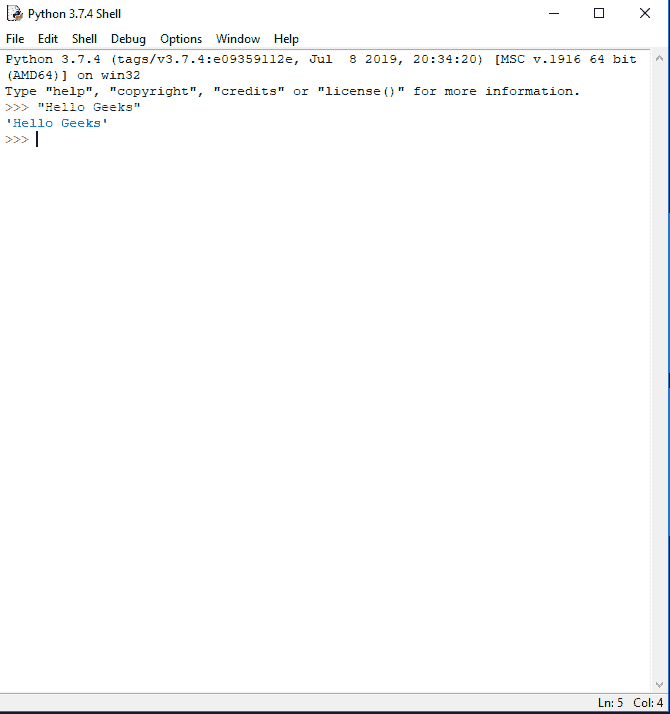 Python 3.7.4 Shell
File Edit Shell Debug Options Window Help
Python 3.7.4 (tags/v3.7.4:e09359112e, Jul  8 2019, 20:34:20) [MSC v.1916 64 bit
(AMD64)] on win32
Type "help", "copyright", "credits" or "license()" for more information.
>>> "Hello Geeks"
'Hello Geeks'
>>>
Ln: 5 Col: 4